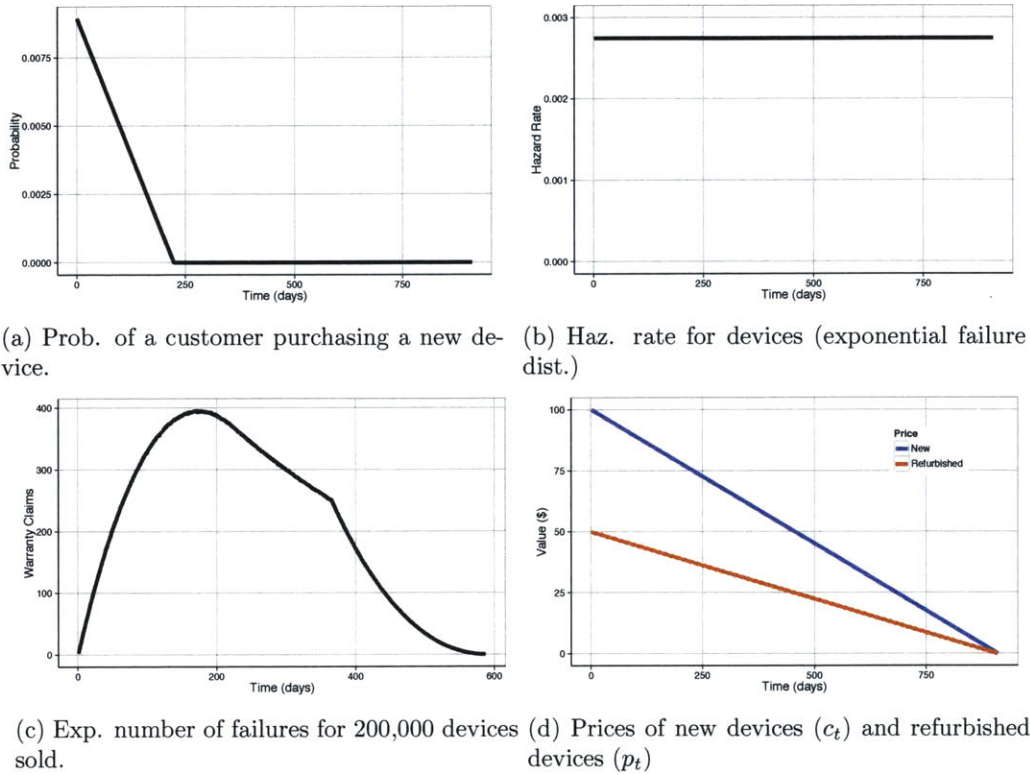 0.0075
0.0050
0.0025
0.0000
Probability
0
250
500
750
Time (days)
0.003
0.002
0.001
0.000
Hazard Rate
0
250
500
750
Time (days)
(a) Prob. of a customer purchasing a new de-
vice.
(b) Haz. rate for devices (exponential failure
dist.)
400
300
200
100
0
Warranty Claims
0
200
400
600
Time (days)
100
75
50
25
0
Value ($)
Price
New
Refurbished
0
250
500
750
Time (days)
(c) Exp. number of failures for 200,000 devices
sold.
(d) Prices of new devices (c_t) and refurbished
devices (p_t)